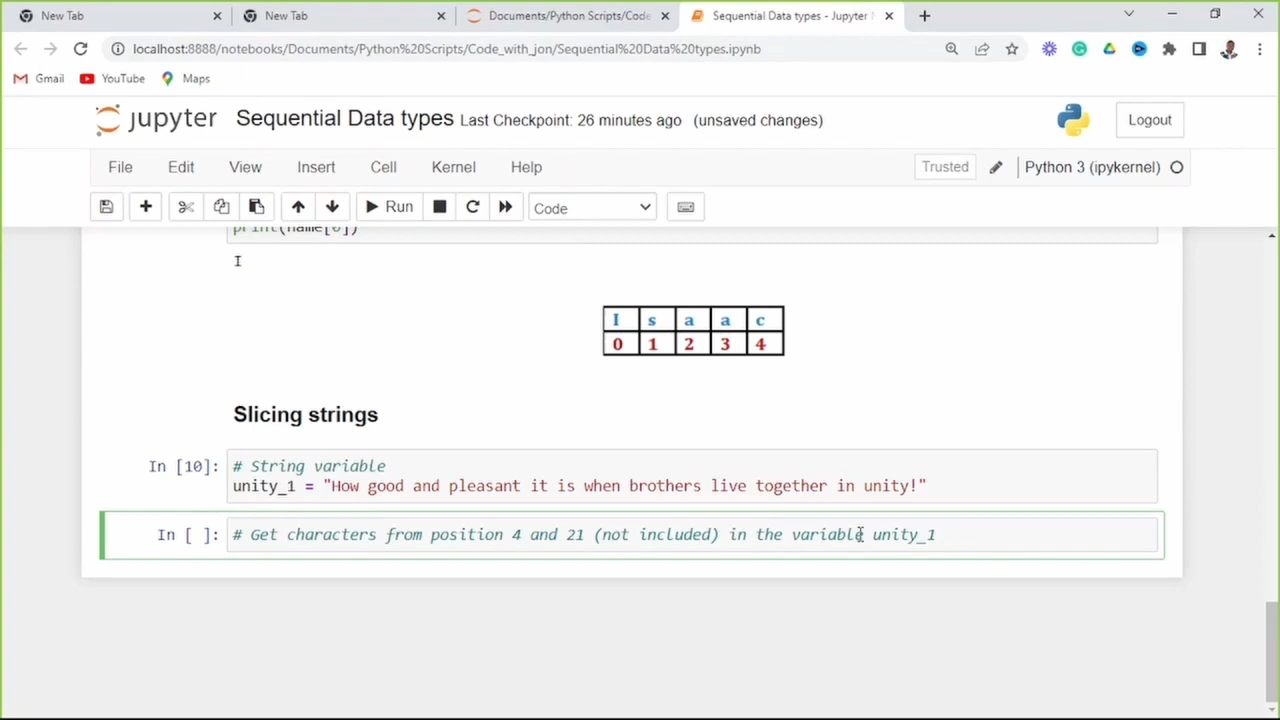 New Tab
New Tab
Documents/Python Scripts/Code
Sequential Data types - Jupyter
localhost:8888/notebooks/Documents/Python%20Scripts/Code_with_jon/Sequential%20Data%20types.ipynb
Gmail YouTube Maps
jupyter Sequential Data types Last Checkpoint: 26 minutes ago (unsaved changes) Logout
File Edit View Insert Cell Kernel Help Trusted Python 3 (ipykernel)
Run Code
print(name[0])
I
I s a a c
0 1 2 3 4
Slicing strings
In [10]: # String variable
unity_1 = "How good and pleasant it is when brothers live together in unity!"
In [ ]: # Get characters from position 4 and 21 (not included) in the variable unity_1